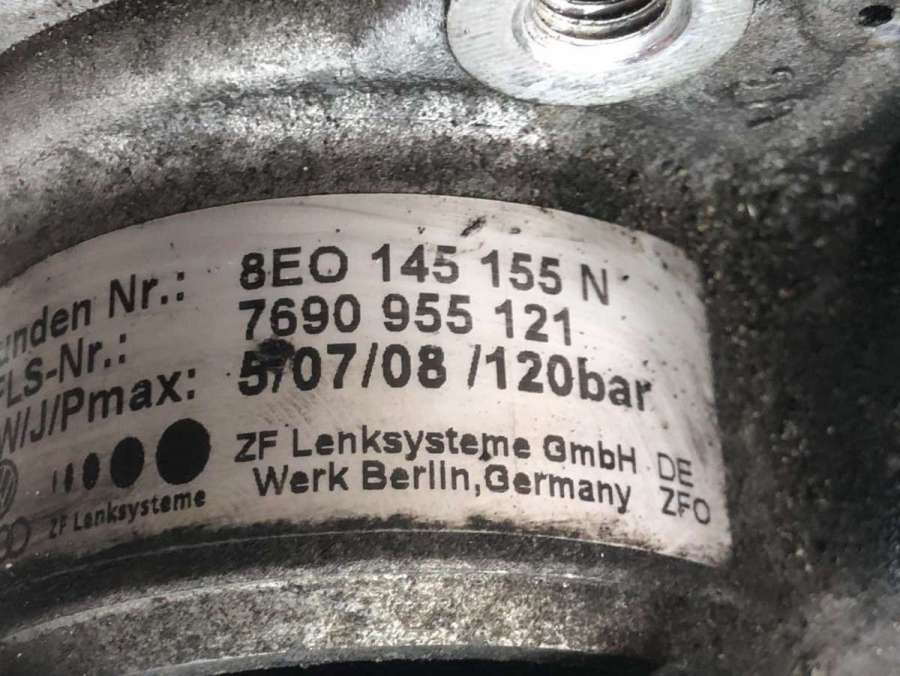 unden Nr.: 8EO 145 155 N
FLS-Nr.: 7690 955 121
W/J/Pmax: 5/07/08 /120bar
ZF Lenksysteme GmbH DE
Werk Berlin,Germany ZFO
ZF Lenksysteme